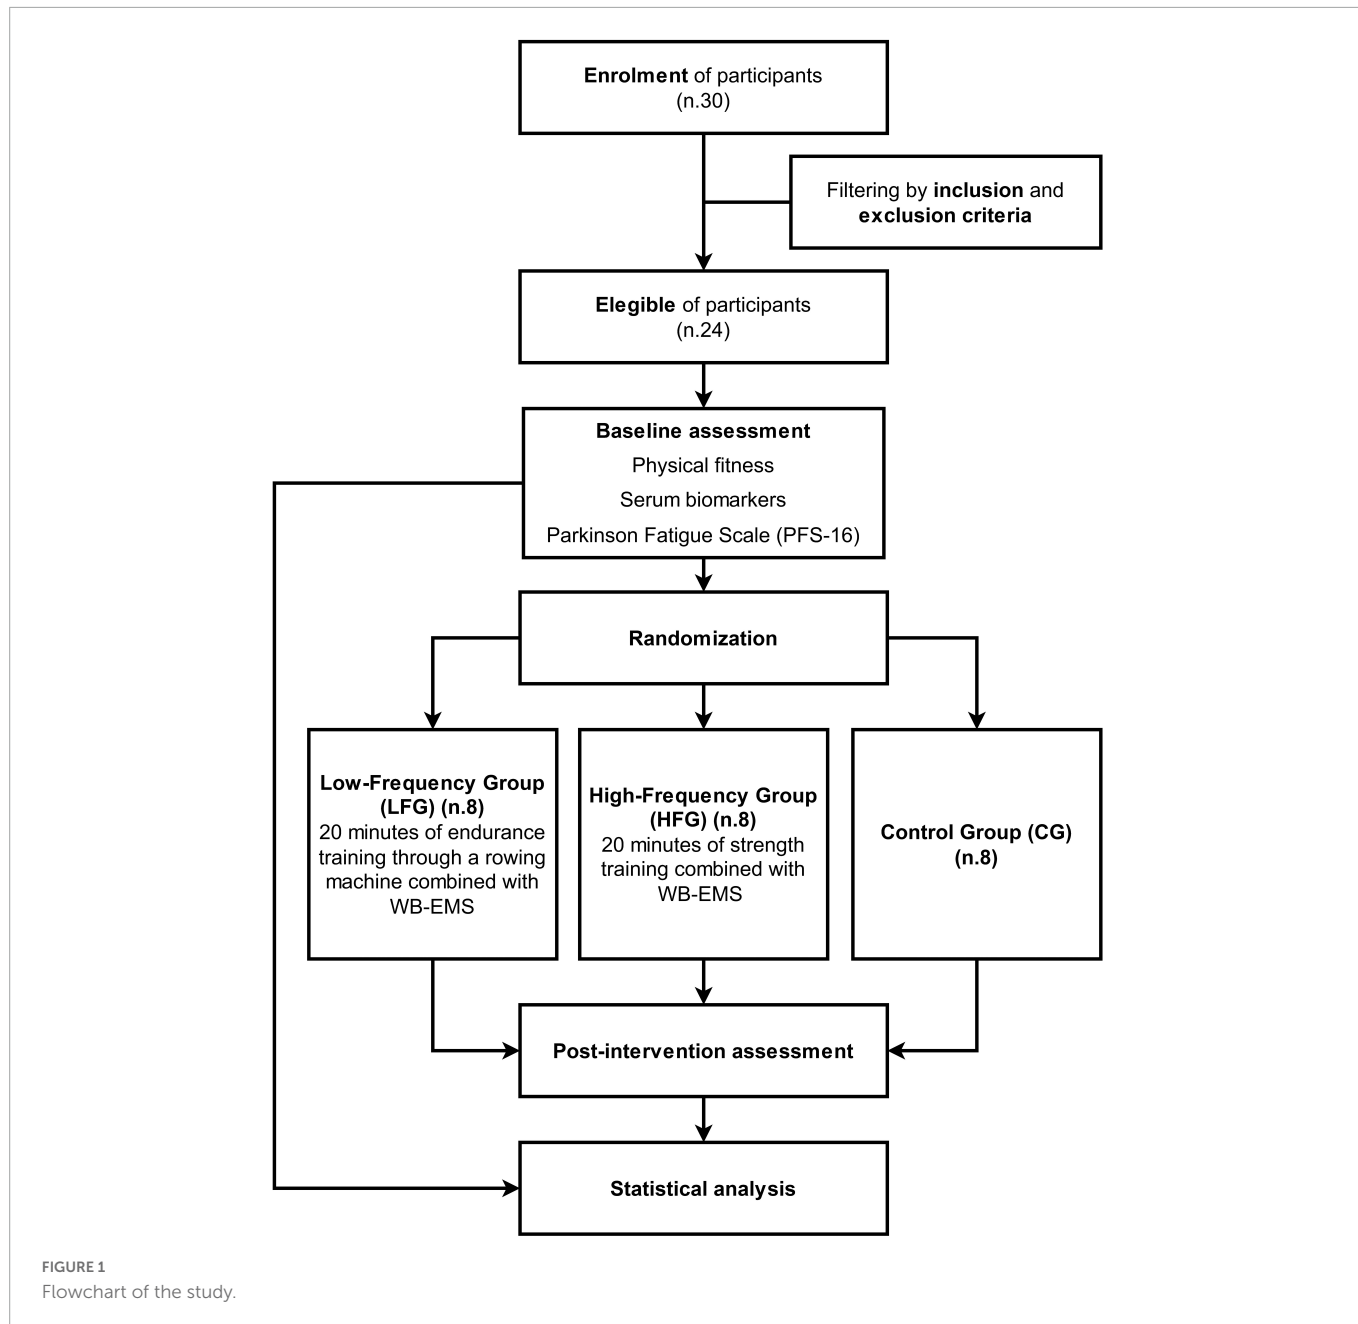 Enrolment of participants
(n.30)
Filtering by inclusion and
exclusion criteria
Elegible of participants
(n.24)
Baseline assessment
Physical fitness
Serum biomarkers
Parkinson Fatigue Scale (PFS-16)
Randomization
Low-Frequency Group
(LFG) (n.8)
20 minutes of endurance
training through a rowing
machine combined with
WB-EMS
High-Frequency Group
(HFG) (n.8)
20 minutes of strength
training combined with
WB-EMS
Control Group (CG)
(n.8)
Post-intervention assessment
Statistical analysis
FIGURE 1
Flowchart of the study.